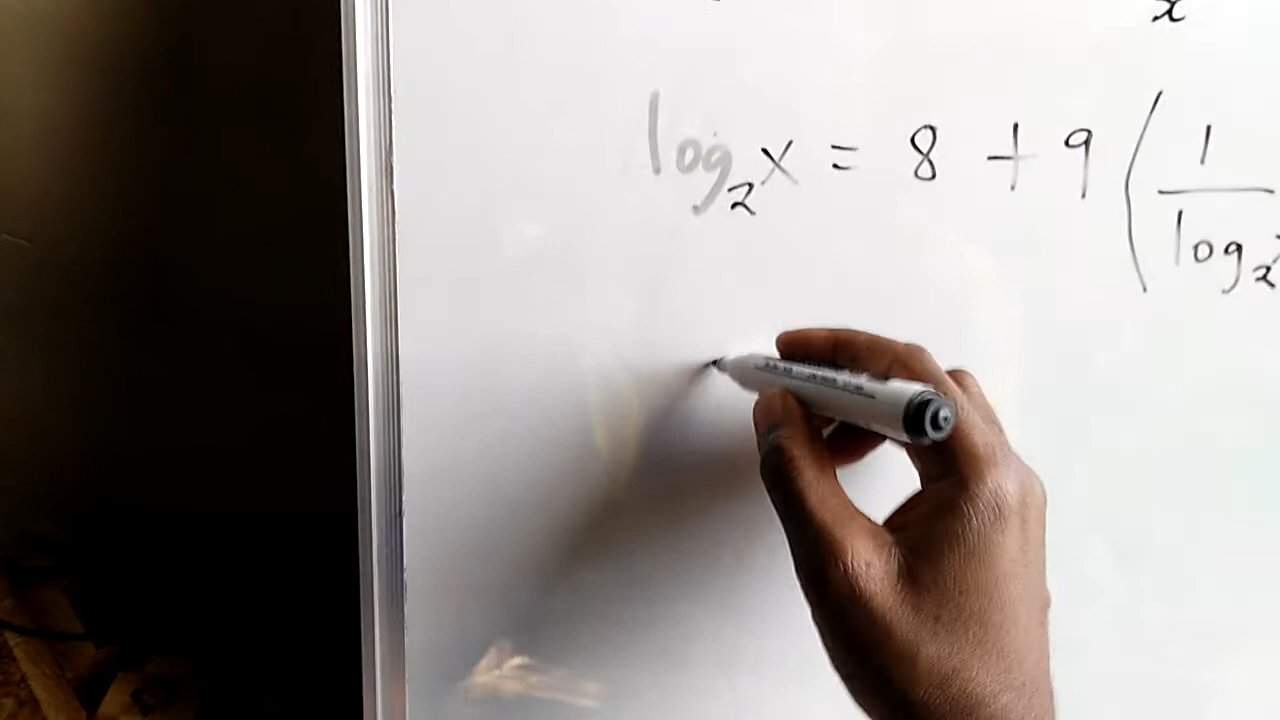 x
log₂x = 8 + 9 ( 1
log₂